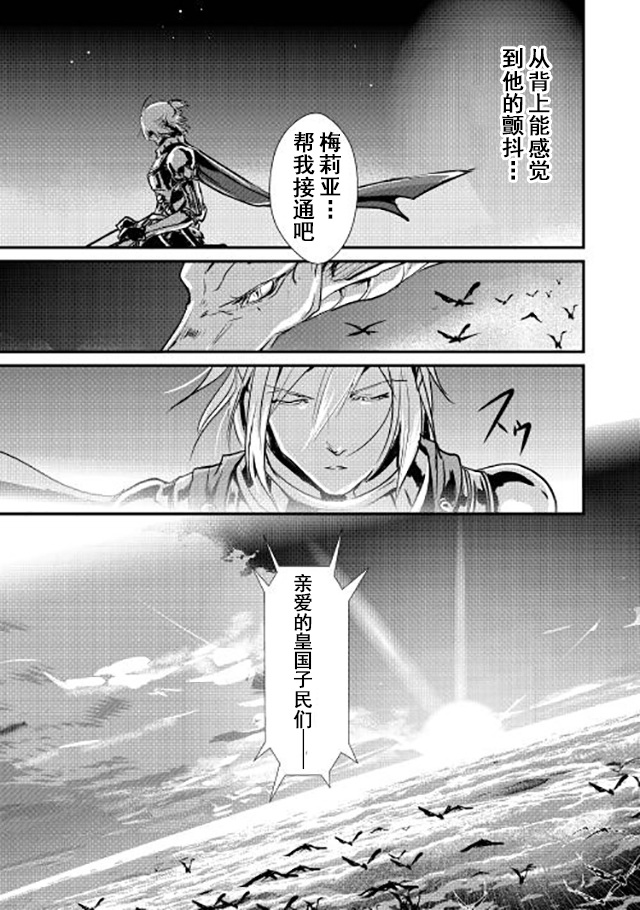 从背上能感觉
到他的颤抖…
梅莉亚…
帮我接通吧
スゥ
亲爱的皇国子民们——